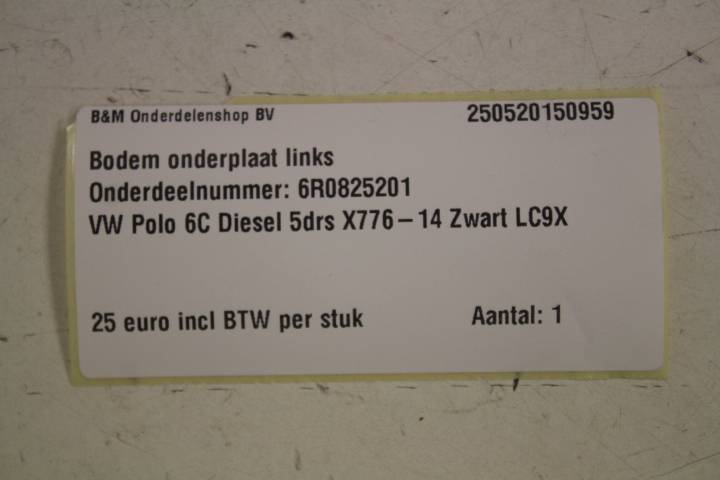 B&M Onderdelenshop BV 250520150959
Bodem onderplaat links
Onderdeelnummer: 6R0825201
VW Polo 6C Diesel 5drs X776-14 Zwart LC9X
25 euro incl BTW per stuk Aantal: 1